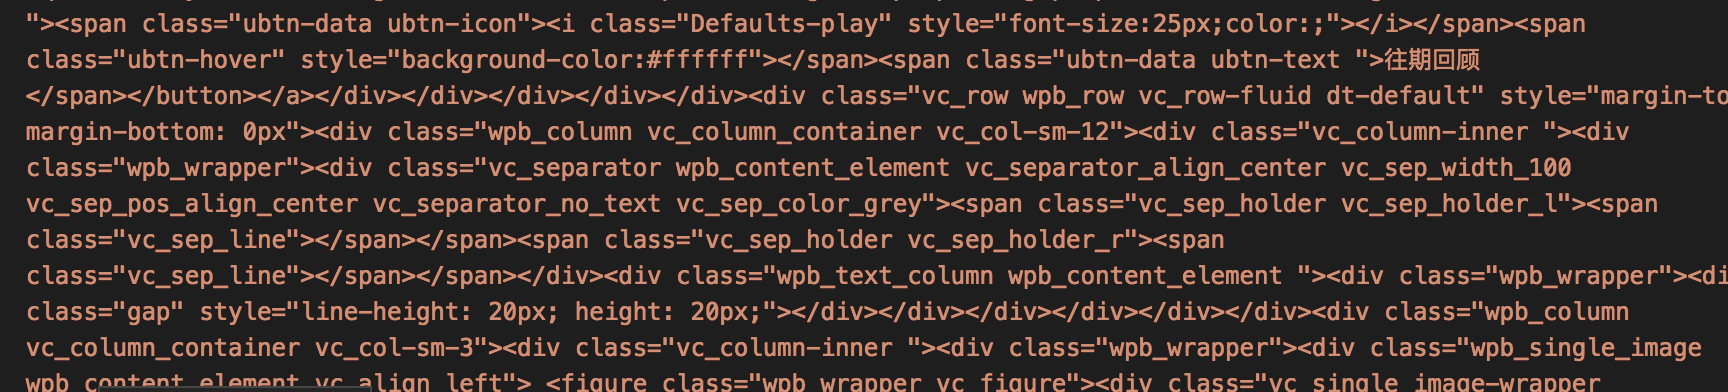 "><span class="ubtn-data ubtn-icon"><i class="Defaults-play" style="font-size:25px;color:;"></i></span><span
class="ubtn-hover" style="background-color:#ffffff"></span><span class="ubtn-data ubtn-text ">往期回顾
</span></button></a></div></div></div></div></div><div class="vc_row wpb_row vc_row-fluid dt-default" style="margin-to
margin-bottom: 0px"><div class="wpb_column vc_column_container vc_col-sm-12"><div class="vc_column-inner "><div
class="wpb_wrapper"><div class="vc_separator wpb_content_element vc_separator_align_center vc_sep_width_100
vc_sep_pos_align_center vc_separator_no_text vc_sep_color_grey"><span class="vc_sep_holder vc_sep_holder_l"><span
class="vc_sep_line"></span></span><span class="vc_sep_holder vc_sep_holder_r"><span
class="vc_sep_line"></span></span></div><div class="wpb_text_column wpb_content_element "><div class="wpb_wrapper"><di
class="gap" style="line-height: 20px; height: 20px;"></div></div></div></div></div></div><div class="wpb_column
vc_column_container vc_col-sm-3"><div class="vc_column-inner "><div class="wpb_wrapper"><div class="wpb_single_image
wpb_content_element vc_align_left"> <figure class="wpb_wrapper vc_figure"><div class="vc_single_image-wrapper